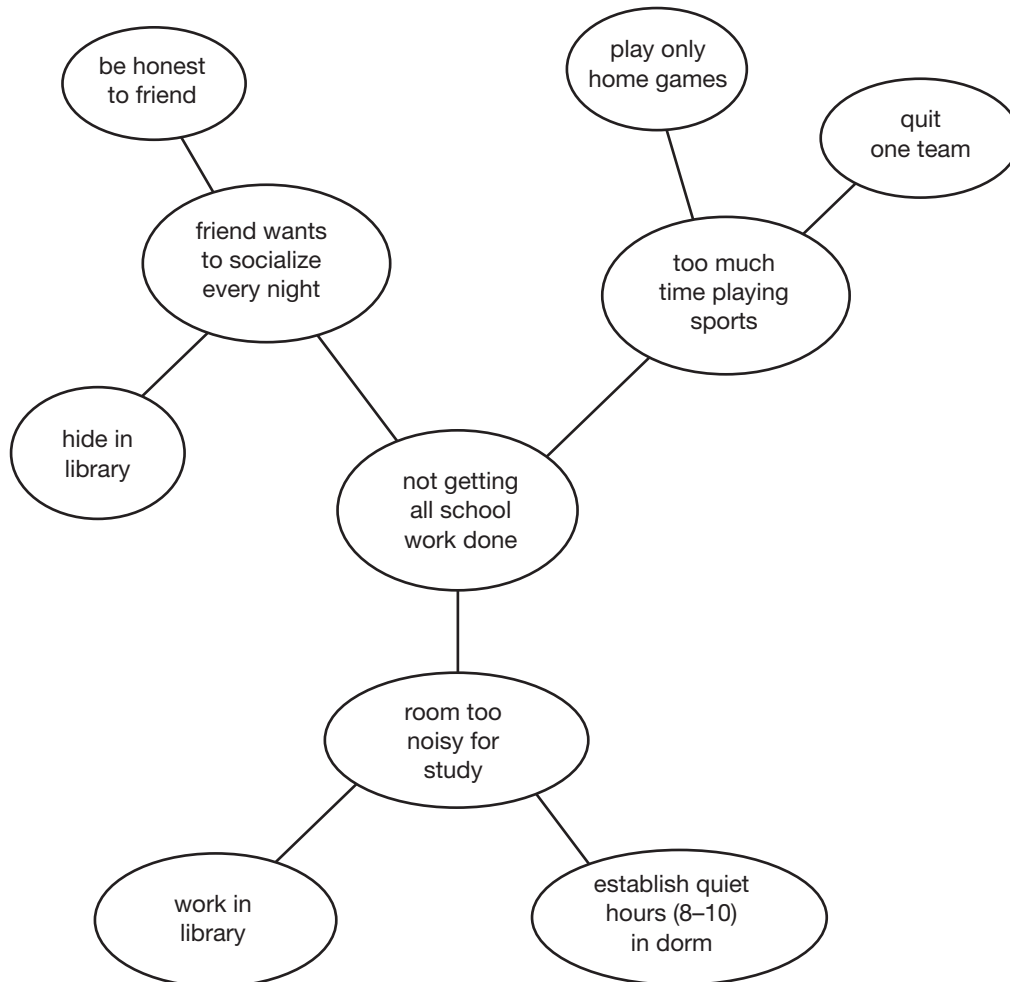 be honest
to friend
play only
home games
quit
one team
friend wants
to socialize
every night
too much
time playing
sports
hide in
library
not getting
all school
work done
room too
noisy for
study
work in
library
establish quiet
hours (8–10)
in dorm